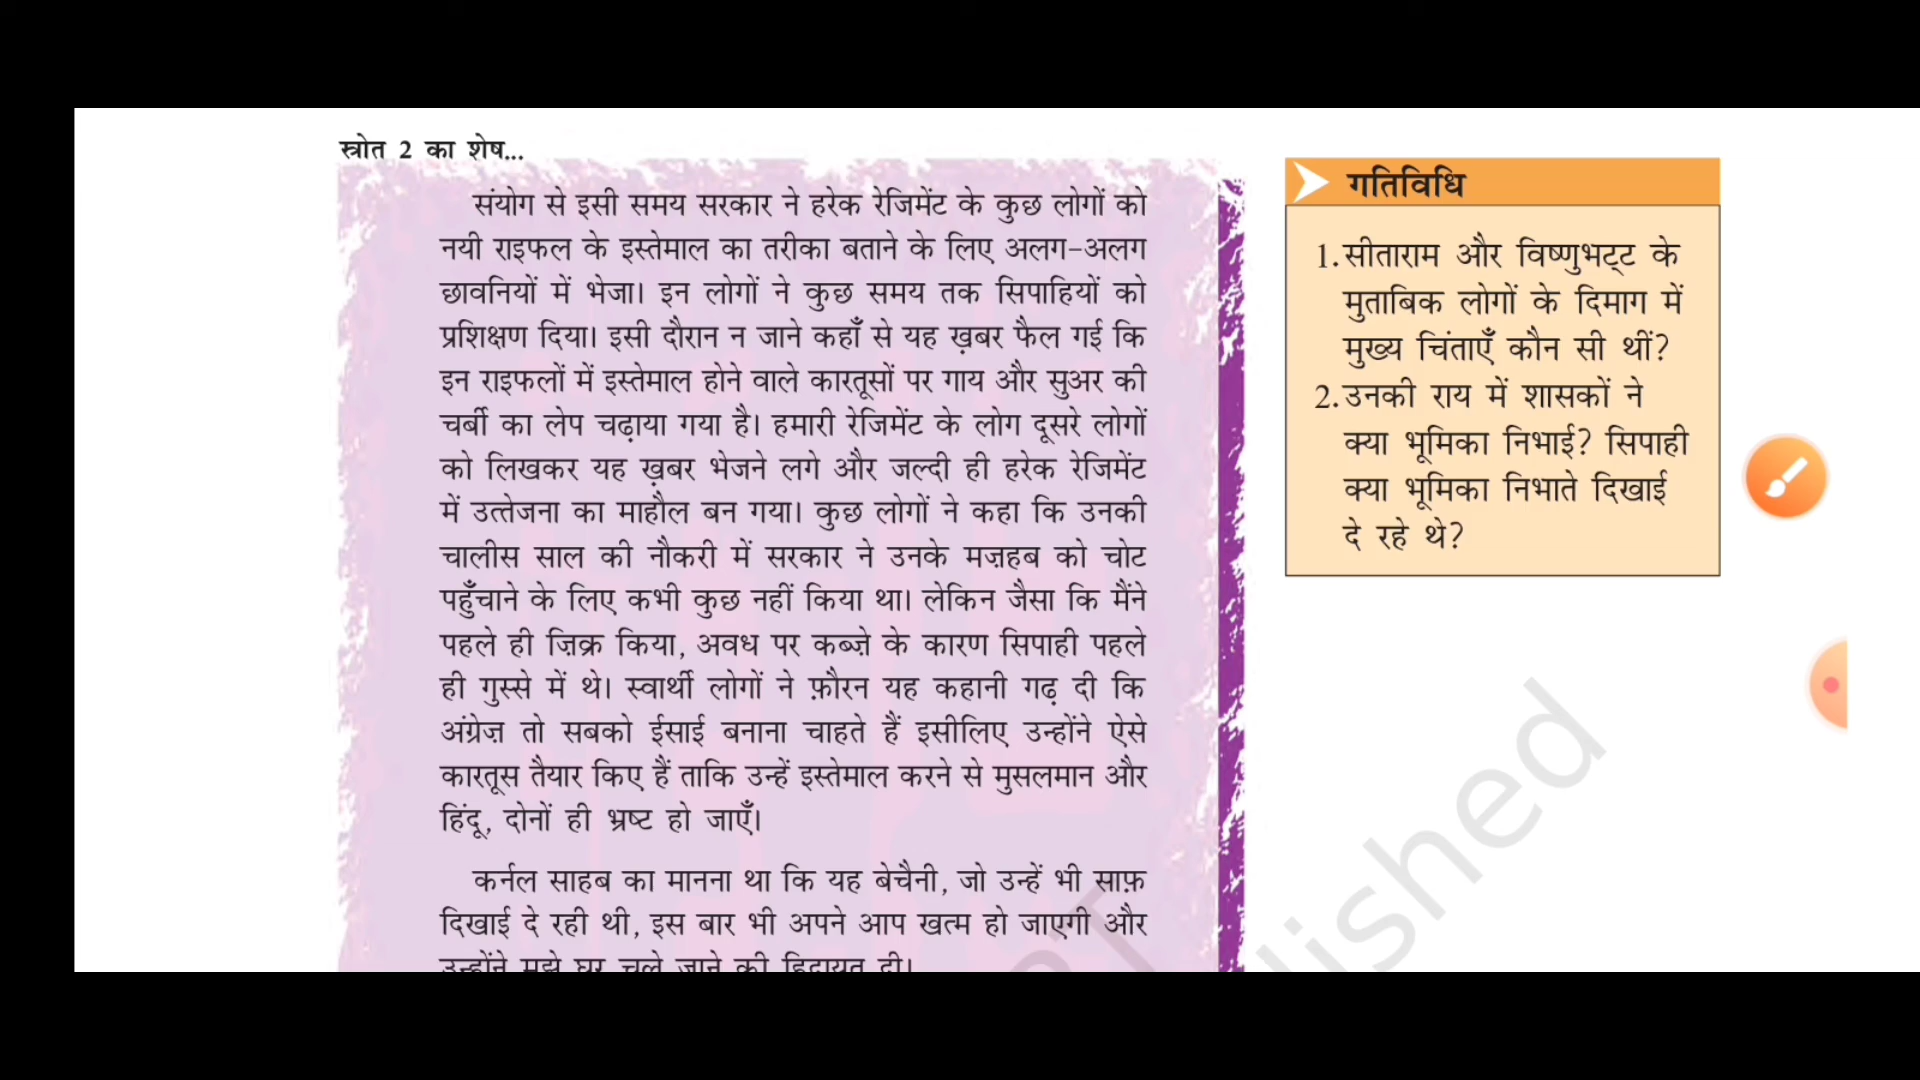 स्त्रोत 2 का शेष...
संयोग से इसी समय सरकार ने हरेक रेजिमेंट के कुछ लोगों को
नयी राइफल के इस्तेमाल का तरीका बताने के लिए अलग-अलग
छावनियों में भेजा। इन लोगों ने कुछ समय तक सिपाहियों को
प्रशिक्षण दिया। इसी दौरान न जाने कहाँ से यह ख़बर फैल गई कि
इन राइफलों में इस्तेमाल होने वाले कारतूसों पर गाय और सुअर की
चर्बी का लेप चढ़ाया गया है। हमारी रेजिमेंट के लोग दूसरे लोगों
को लिखकर यह ख़बर भेजने लगे और जल्दी ही हरेक रेजिमेंट
में उत्तेजना का माहौल बन गया। कुछ लोगों ने कहा कि उनकी
चालीस साल की नौकरी में सरकार ने उनके मज़हब को चोट
पहुँचाने के लिए कभी कुछ नहीं किया था। लेकिन जैसा कि मैंने
पहले ही ज़िक्र किया, अवध पर कब्ज़े के कारण सिपाही पहले
ही गुस्से में थे। स्वार्थी लोगों ने फ़ौरन यह कहानी गढ़ दी कि
अंग्रेज़ तो सबको ईसाई बनाना चाहते हैं इसीलिए उन्होंने ऐसे
कारतूस तैयार किए हैं ताकि उन्हें इस्तेमाल करने से मुसलमान और
हिंदू, दोनों ही भ्रष्ट हो जाएँ।
कर्नल साहब का मानना था कि यह बेचैनी, जो उन्हें भी साफ़
दिखाई दे रही थी, इस बार भी अपने आप खत्म हो जाएगी और
उन्होंने मुझे घर चले जाने की हिदायत दी।
गतिविधि
1. सीताराम और विष्णुभट्ट के
मुताबिक लोगों के दिमाग में
मुख्य चिंताएँ कौन सी थीं?
2. उनकी राय में शासकों ने
क्या भूमिका निभाई? सिपाही
क्या भूमिका निभाते दिखाई
दे रहे थे?
lished